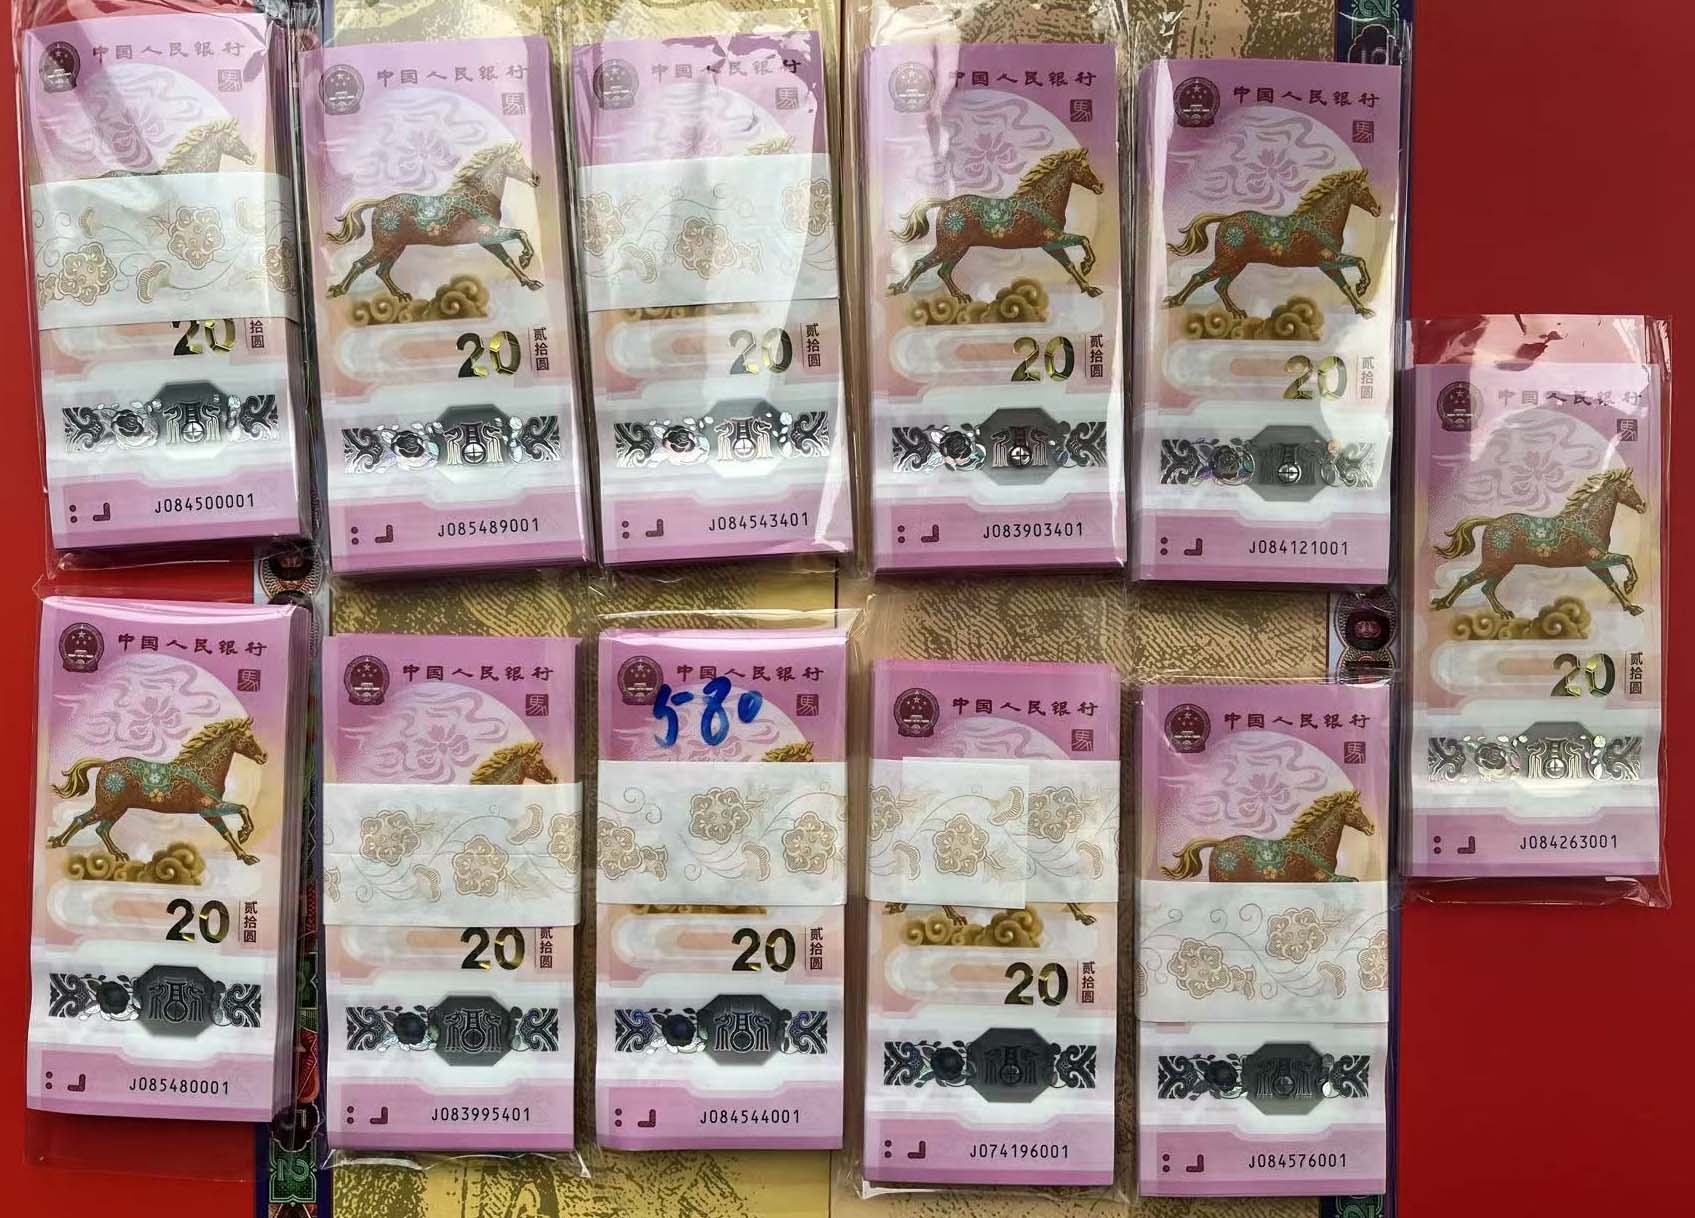 中国人民银行
馬
20
贰拾圆
J084500001
中国人民银行
馬
20
贰拾圆
J085489001
中国人民银行
馬
20
贰拾圆
J084543401
中国人民银行
馬
20
贰拾圆
J083903401
中国人民银行
馬
20
贰拾圆
J084121001
中国人民银行
馬
20
贰拾圆
J084263001
中国人民银行
馬
20
贰拾圆
J085480001
中国人民银行
馬
20
贰拾圆
J083995401
中国人民银行
580
馬
20
贰拾圆
J084544001
中国人民银行
馬
20
贰拾圆
J074196001
中国人民银行
馬
J084576001